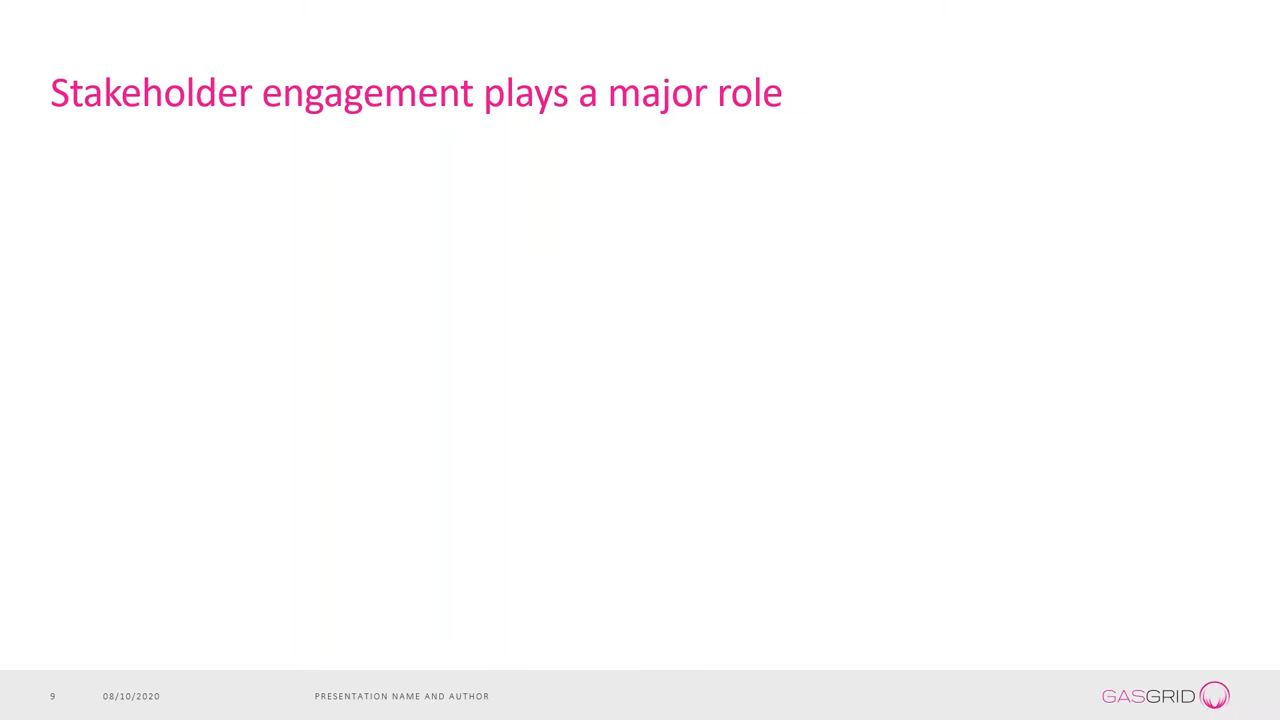 Stakeholder engagement plays a major role
9 08/10/2020 PRESENTATION NAME AND AUTHOR GASGRID